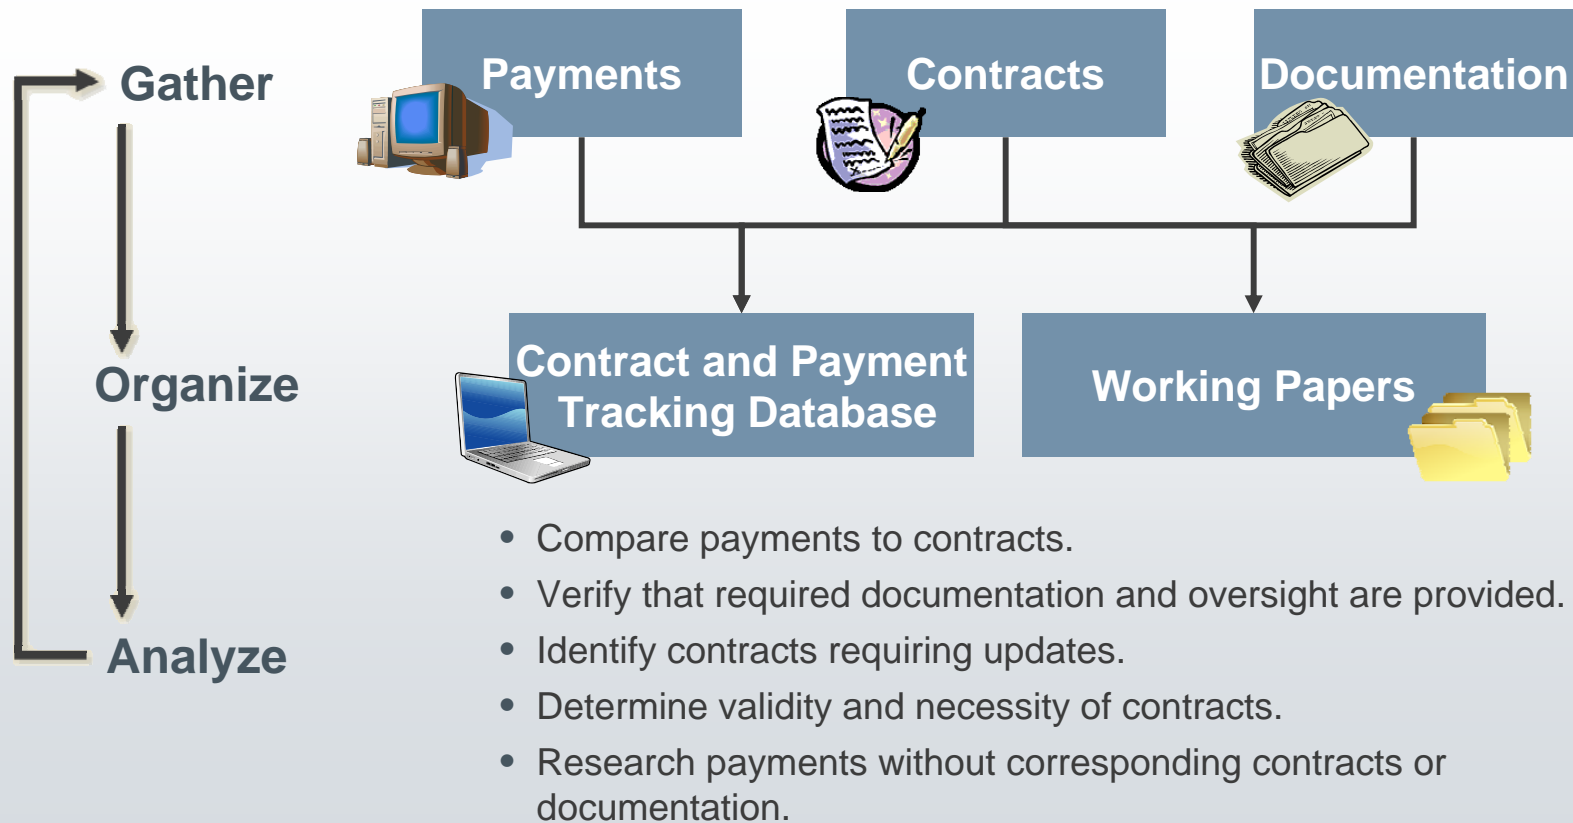 Gather
Payments
Contracts
Documentation
Organize
Contract and Payment
Tracking Database
Working Papers
Analyze
• Compare payments to contracts.
• Verify that required documentation and oversight are provided.
• Identify contracts requiring updates.
• Determine validity and necessity of contracts.
• Research payments without corresponding contracts or
documentation.